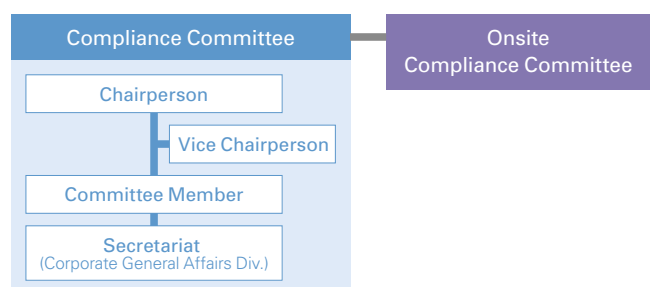 Compliance Committee
Onsite
Compliance Committee
Chairperson
Vice Chairperson
Committee Member
Secretariat
(Corporate General Affairs Div.)